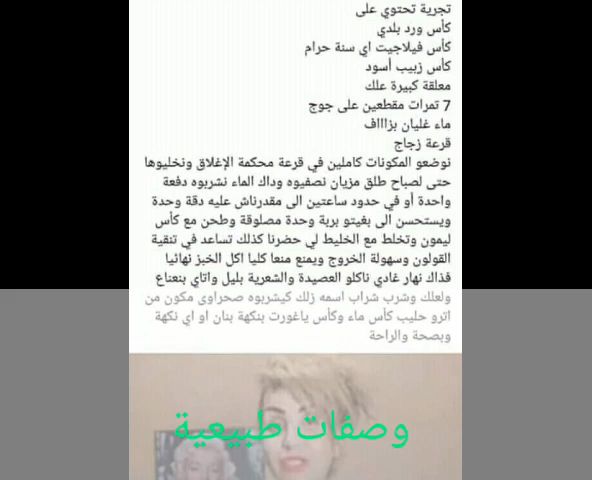 تجربة تحتوي على
كأس ورد بلدي
كأس فيلاجيت اي سنة حرام
كأس زبيب أسود
معلقة كبيرة علك
7 تمرات مقطعين على جوج
ماء غليان بزاااف
قرعة زجاج
نوضعو المكونات كاملين في قرعة محكمة الإغلاق ونخليوها
حتى لصباح طلق مزيان نصفيوه وداك الماء نشربوه دفعة
واحدة أو في حدود ساعتين الى مقدرناش عليه دقة وحدة
ويستحسن الى بغيتو بربة وحدة مصلوقة وطحن مع كأس
ليمون وتخلط مع الخليط لي حضرنا كذلك تساعد في تنقية
القولون وسهولة الخروج ويمنع منعا كليا اكل الخبز نهائيا
فذاك نهار غادي ناكلو العصيدة والشعرية بليل واتاي بنعناع
ولعلك وشرب شراب اسمه زلك كيشربوه صحراوى مكون من
اترو حليب كأس ماء وكأس ياغورت بنكهة بنان او اي نكهة
وبصحة والراحة
وصفات طبيعية